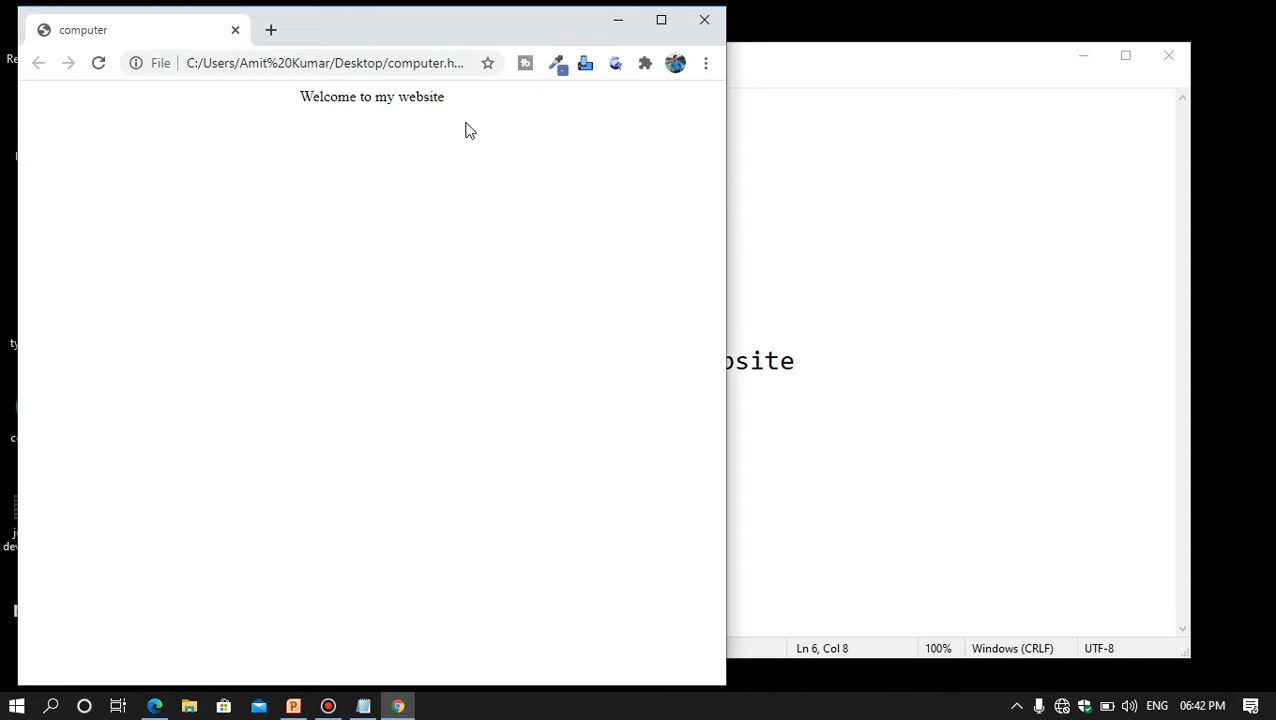 computer
File
C:/Users/Amit%20Kumar/Desktop/computer.h...
Welcome to my website
bsite
Ln 6, Col 8
100%
Windows (CRLF)
UTF-8
ENG
06:42 PM